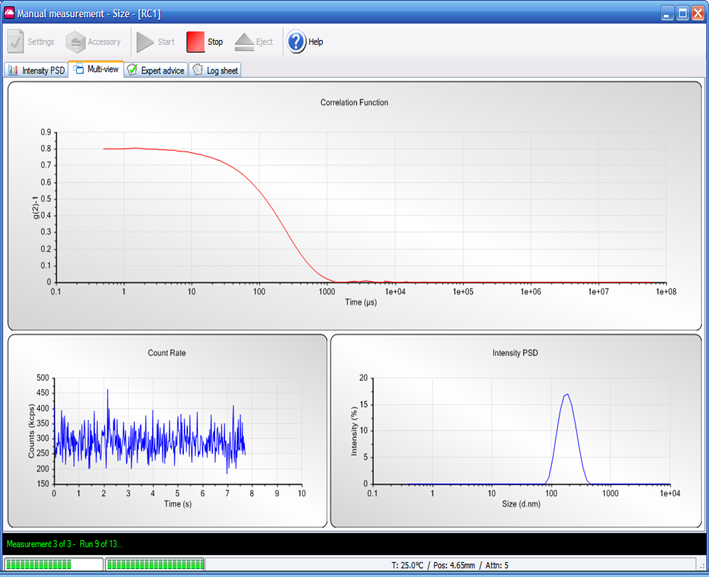 Manual measurement - Size - [RC1]
Settings Accessory Start Stop Eject Help
Intensity PSD Multi-view Expert advice Log sheet
Correlation Function
g(2)-1
0.9
0.8
0.7
0.6
0.5
0.4
0.3
0.2
0.1
0
0.1 1 10 100 1000 1e+04 1e+05 1e+06 1e+07 1e+08
Time (µs)
Count Rate
Counts (kcps)
500
450
400
350
300
250
200
150
0 1 2 3 4 5 6 7 8 9 10
Time (s)
Intensity PSD
Intensity (%)
20
15
10
5
0
0.1 1 10 100 1000 1e+04
Size (d.nm)
Measurement 3 of 3 - Run 9 of 13...
T: 25.0°C / Pos: 4.65mm / Attn: 5